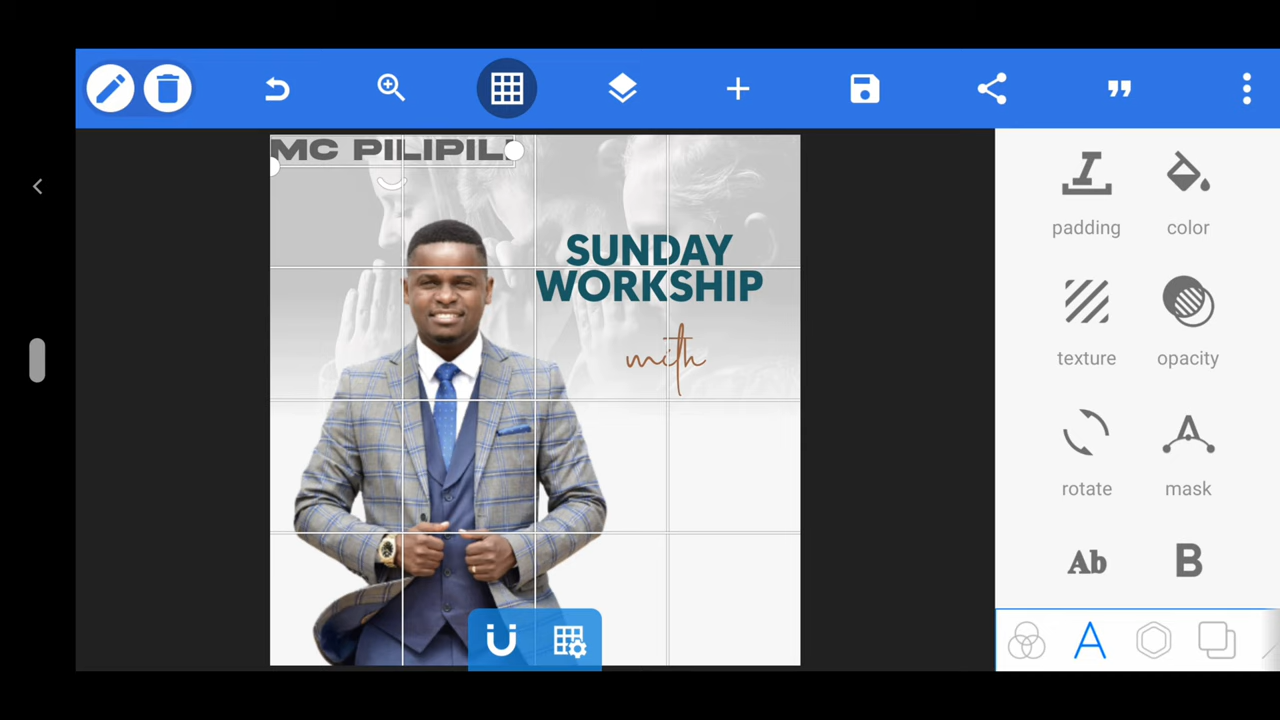 MC PILIPILI
SUNDAY
WORKSHIP
with
padding
color
texture
opacity
rotate
mask
Ab
B
A